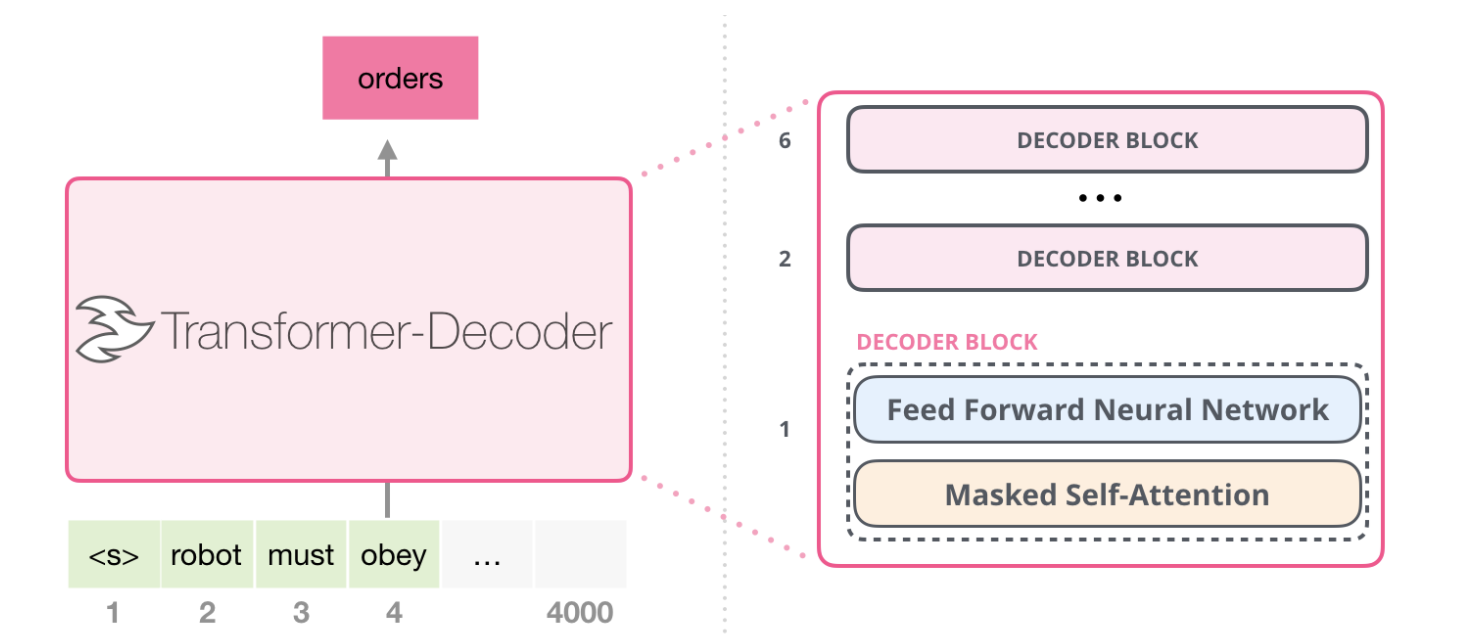 orders
Transformer-Decoder
<s> robot must obey ...
1 2 3 4 4000
6 DECODER BLOCK
...
2 DECODER BLOCK
DECODER BLOCK
1
Feed Forward Neural Network
Masked Self-Attention